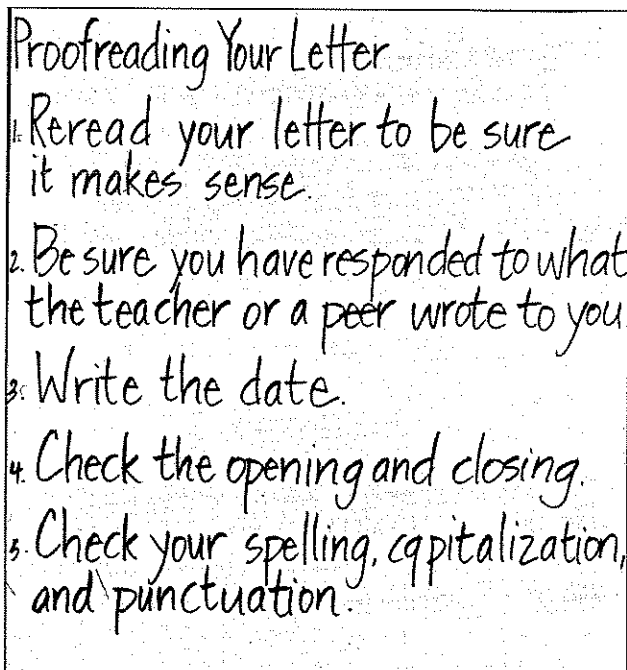 Proofreading Your Letter
1. Reread your letter to be sure
it makes sense.
2. Be sure you have responded to what
the teacher or a peer wrote to you
3. Write the date.
4. Check the opening and closing.
5. Check your spelling, capitalization,
and punctuation.